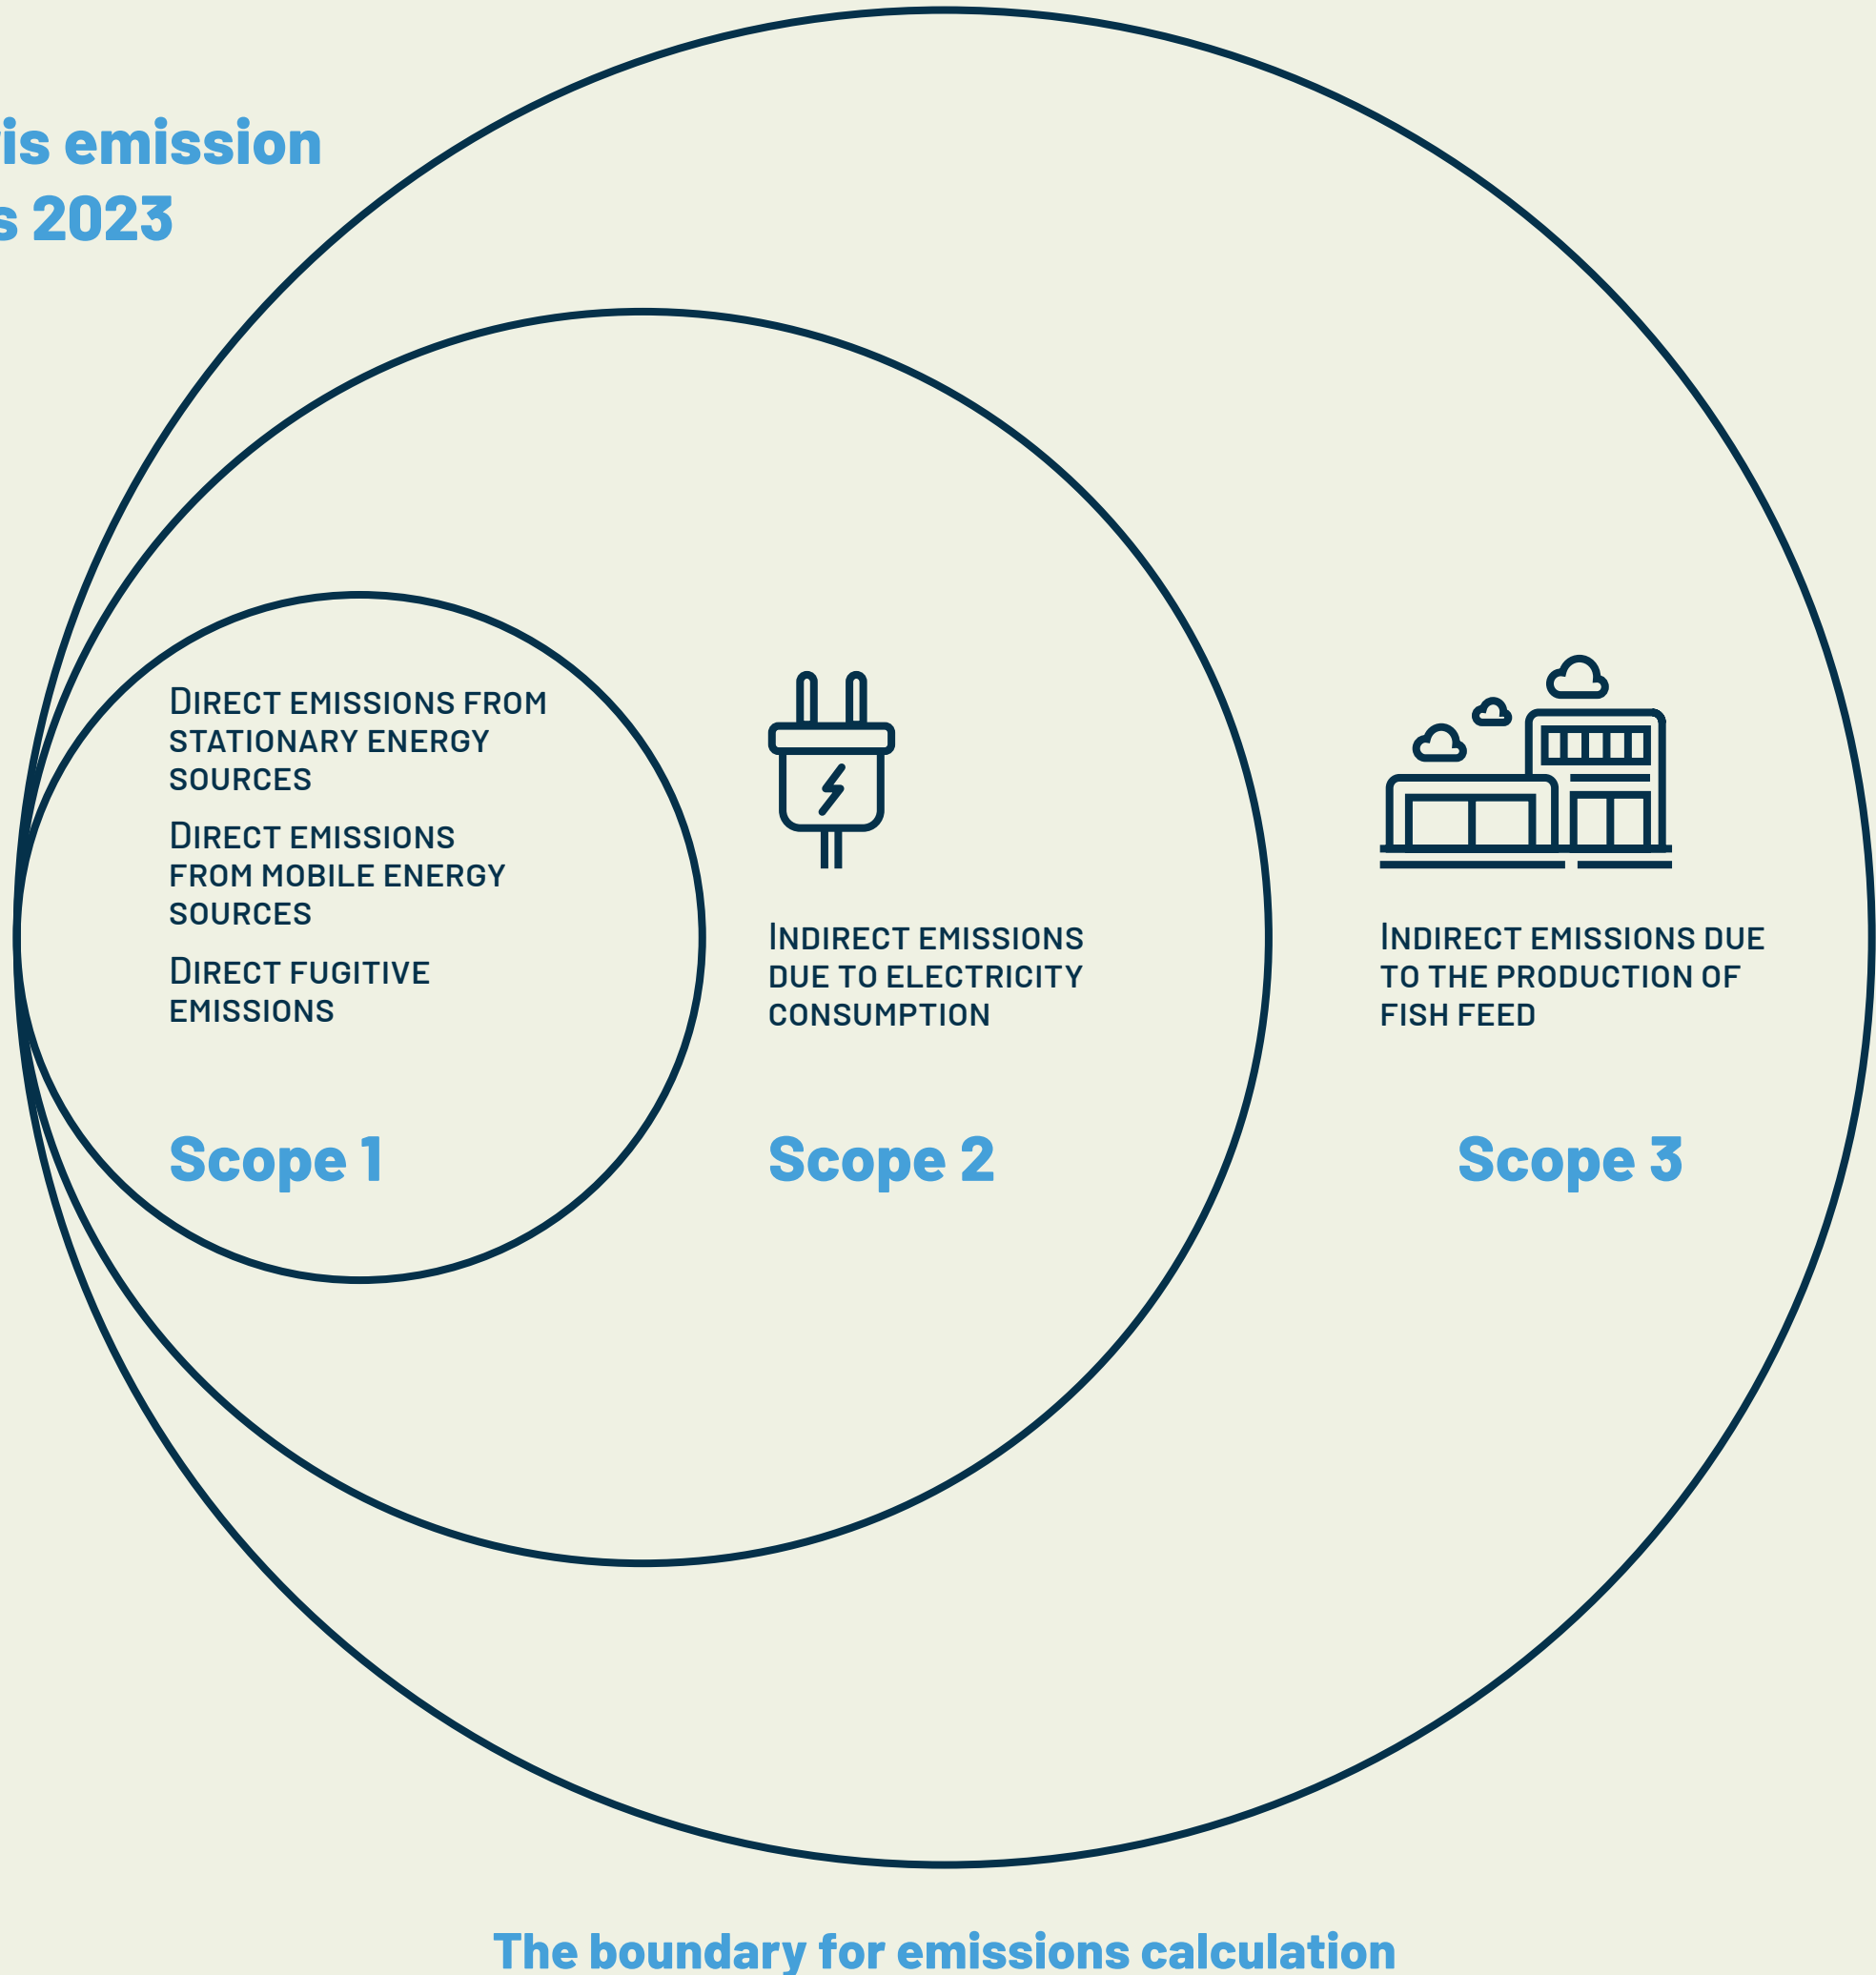 emission
2023
Direct emissions from
stationary energy
sources
Direct emissions
from mobile energy
sources
Direct fugitive
emissions
Scope 1
Indirect emissions
due to electricity
consumption
Scope 2
Indirect emissions due
to the production of
fish feed
Scope 3
The boundary for emissions calculation